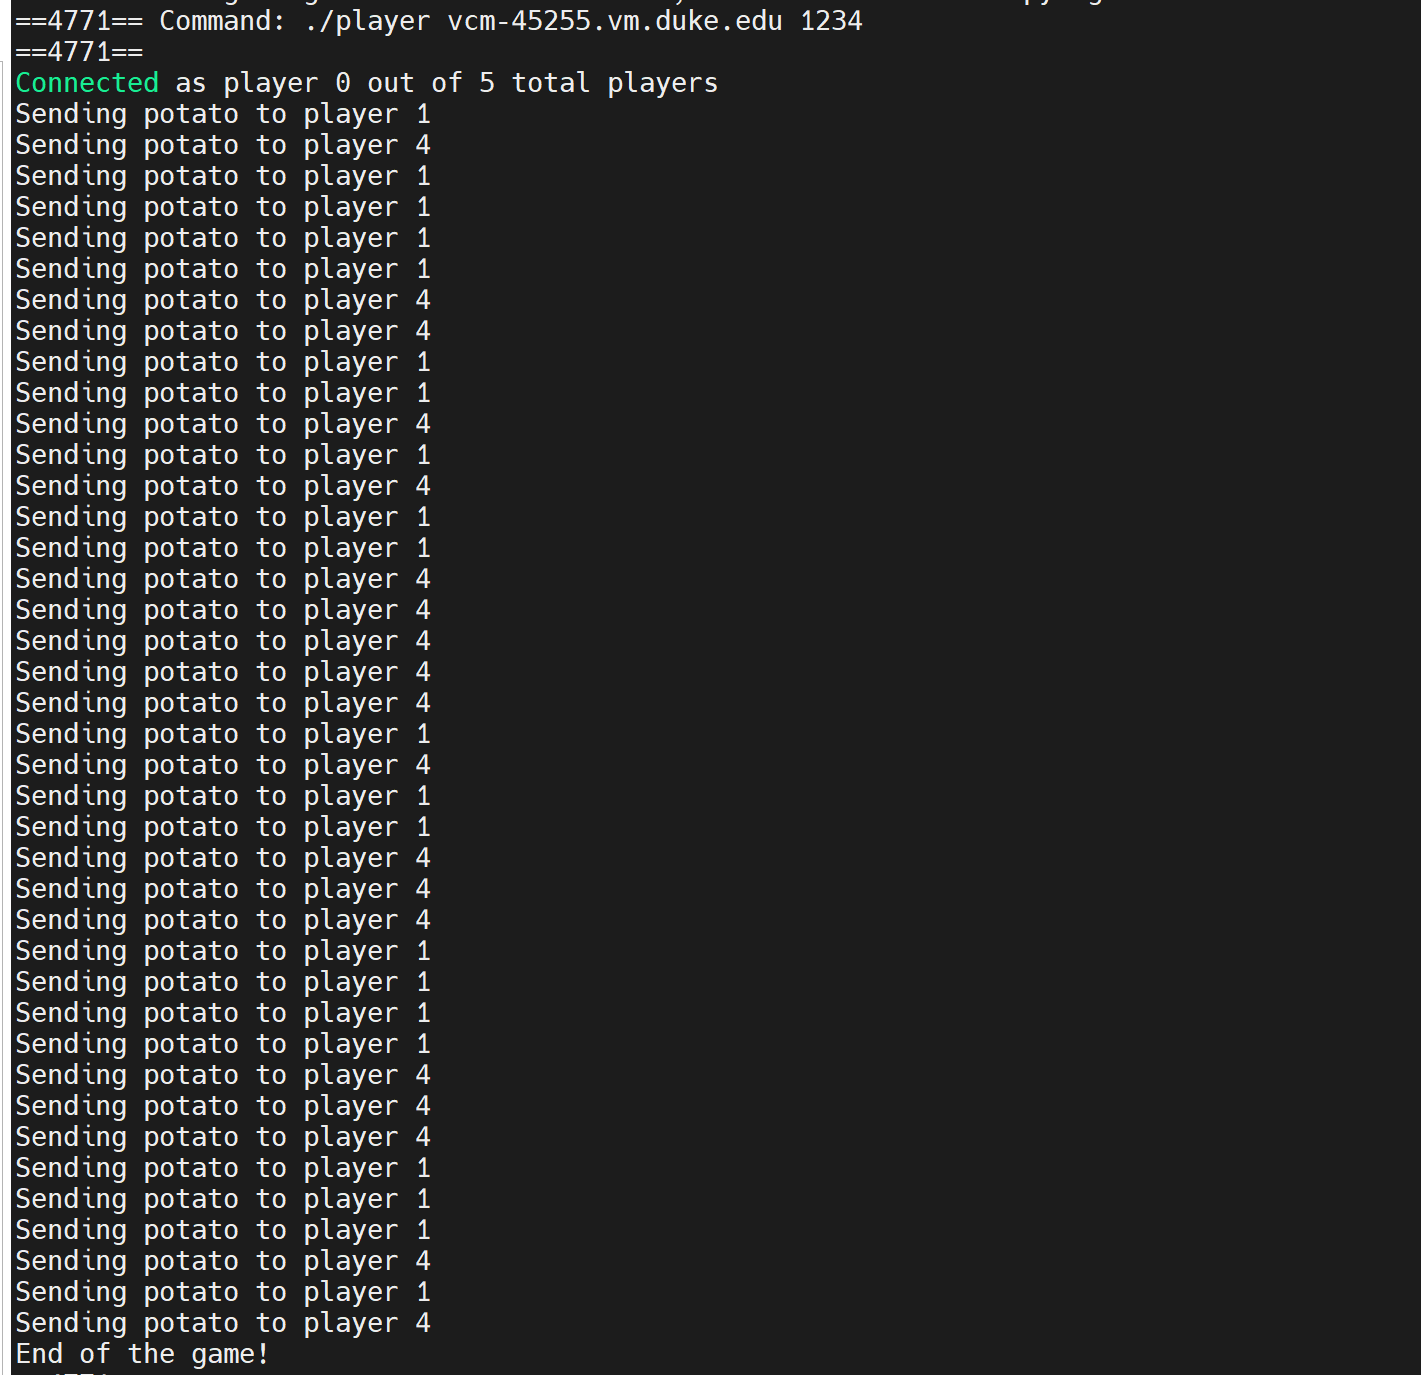 ==4771== Command: ./player vcm-45255.vm.duke.edu 1234
==4771==
Connected as player 0 out of 5 total players
Sending potato to player 1
Sending potato to player 4
Sending potato to player 1
Sending potato to player 1
Sending potato to player 1
Sending potato to player 1
Sending potato to player 4
Sending potato to player 4
Sending potato to player 1
Sending potato to player 1
Sending potato to player 4
Sending potato to player 1
Sending potato to player 4
Sending potato to player 1
Sending potato to player 1
Sending potato to player 4
Sending potato to player 4
Sending potato to player 4
Sending potato to player 4
Sending potato to player 4
Sending potato to player 1
Sending potato to player 4
Sending potato to player 1
Sending potato to player 1
Sending potato to player 4
Sending potato to player 4
Sending potato to player 4
Sending potato to player 1
Sending potato to player 1
Sending potato to player 1
Sending potato to player 1
Sending potato to player 4
Sending potato to player 4
Sending potato to player 4
Sending potato to player 1
Sending potato to player 1
Sending potato to player 1
Sending potato to player 4
Sending potato to player 1
Sending potato to player 4
End of the game!